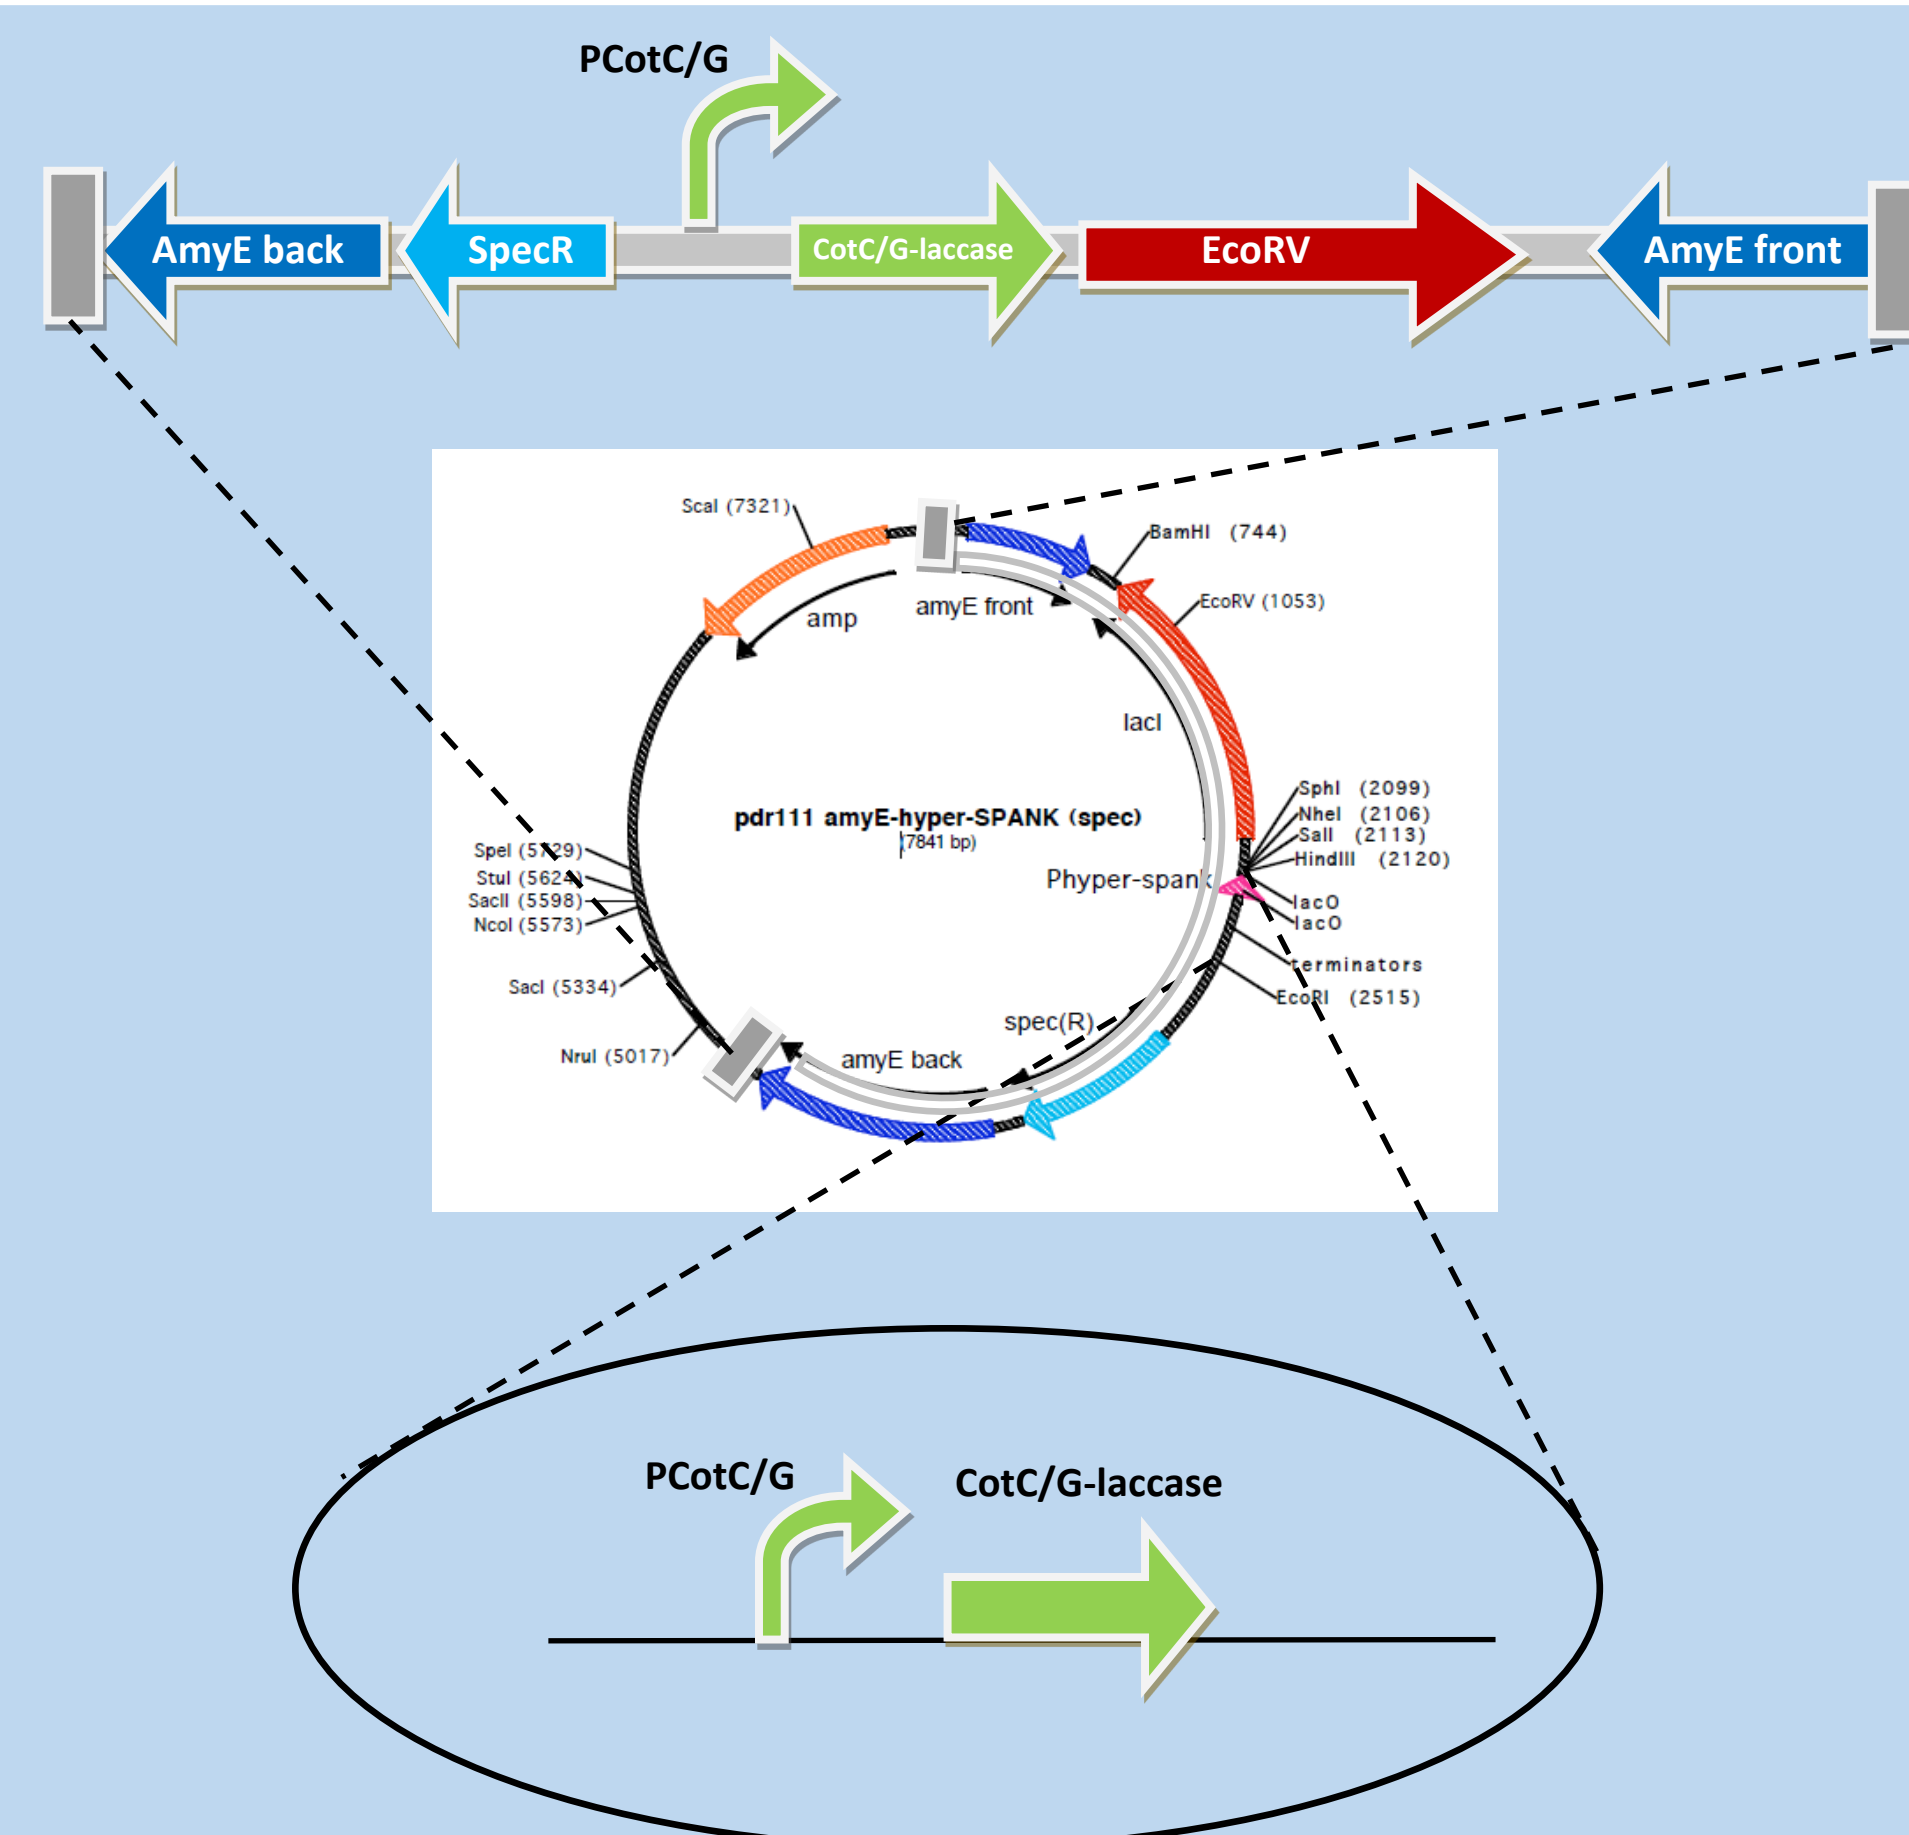 PCotC/G
AmyE back
SpecR
CotC/G-laccase
EcoRV
AmyE front
ScaI (7321)
BamHI (744)
EcoRV (1053)
amp
amyE front
lacI
pdr111 amyE-hyper-SPANK (spec)
(7841 bp)
SphI (2099)
NheI (2106)
SalI (2113)
HindIII (2120)
SpeI (5729)
StuI (5624)
SacII (5598)
NcoI (5573)
Phyper-spank
lacO
lacO
terminators
EcoRI (2515)
SacI (5334)
spec(R)
NruI (5017)
amyE back
PCotC/G
CotC/G-laccase